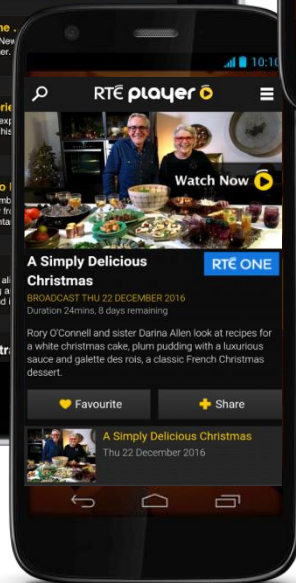 10:10
RTÉ player
Watch Now
A Simply Delicious
Christmas
RTÉ ONE
BROADCAST THU 22 DECEMBER 2016
Duration 24mins, 8 days remaining
Rory O'Connell and sister Darina Allen look at recipes for
a white christmas cake, plum pudding with a luxurious
sauce and galette des rois, a classic French Christmas
dessert.
Favourite
Share
A Simply Delicious Christmas
Thu 22 December 2016